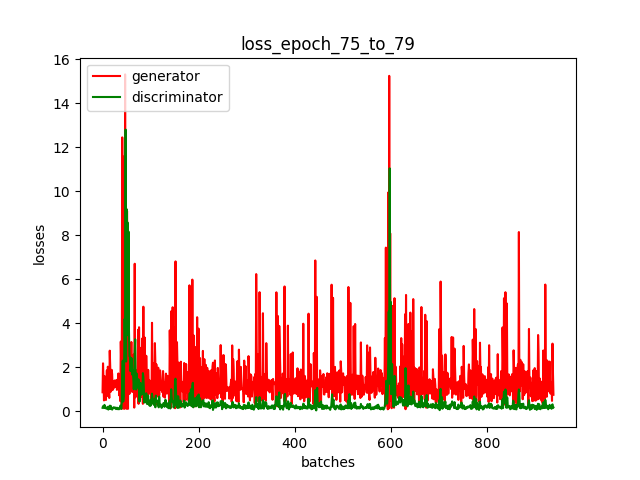 loss_epoch_75_to_79
generator
discriminator
losses
16
14
12
10
8
6
4
2
0
0 200 400 600 800
batches